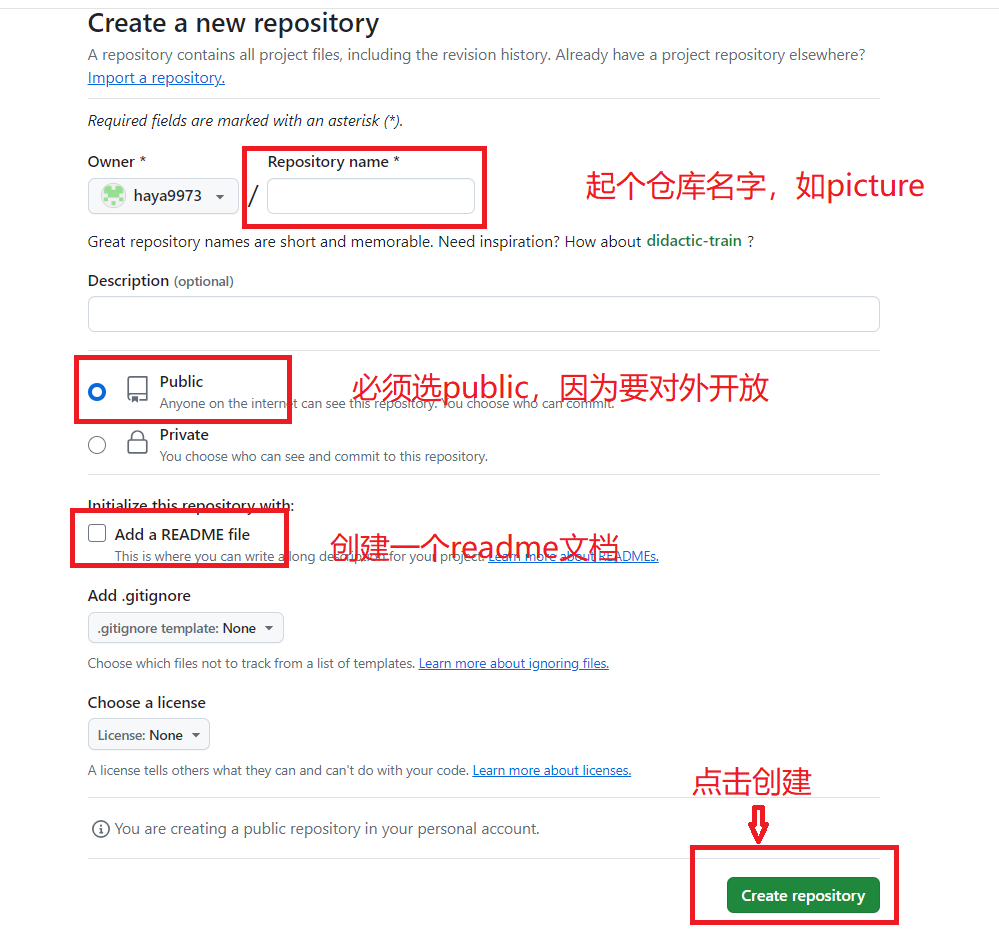 Create a new repository
A repository contains all project files, including the revision history. Already have a project repository elsewhere?
Import a repository.
Required fields are marked with an asterisk (*).
Owner *
Repository name *
haya9973
/
起个仓库名字，如picture
Great repository names are short and memorable. Need inspiration? How about didactic-train ?
Description (optional)
Public
必须选public，因为要对外开放
Anyone on the internet can see this repository. You choose who can commit.
Private
You choose who can see and commit to this repository.
Initialize this repository with:
Add a README file
创建一个readme文档
This is where you can write a long description for your project. Learn more about READMEs.
Add .gitignore
.gitignore template: None
Choose which files not to track from a list of templates. Learn more about ignoring files.
Choose a license
License: None
A license tells others what they can and can't do with your code. Learn more about licenses.
点击创建
You are creating a public repository in your personal account.
Create repository